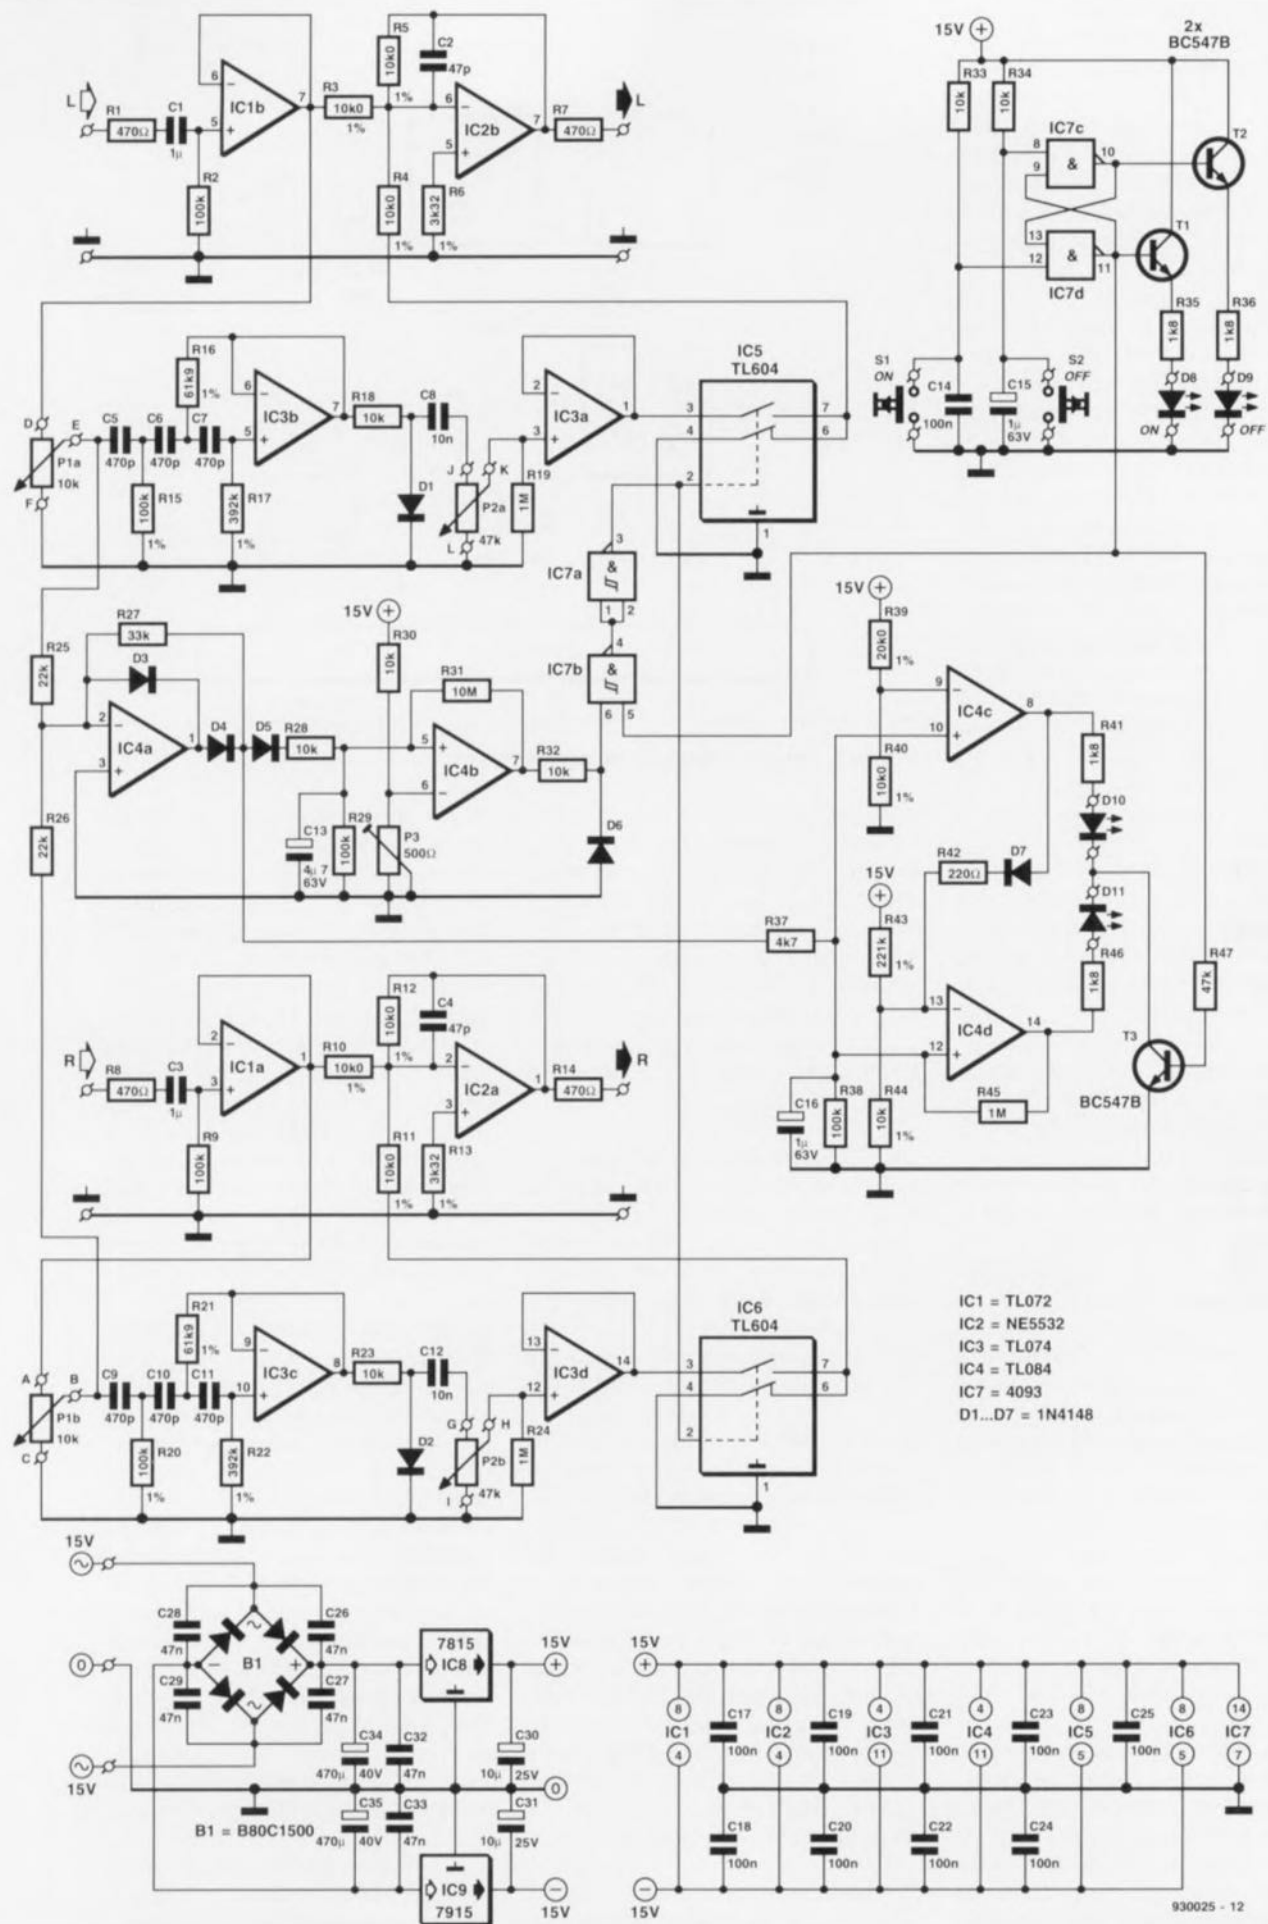 L
R1
470Ω
C1
1µ
R2
100k
6
5
7
−
+
IC1b
R3
10k0
1%
R5
10k0
1%
C2
47p
R4
10k0
1%
R6
3k32
1%
6
5
7
−
+
IC2b
R7
470Ω
L
15V +
2x
BC547B
R33
10k
R34
10k
IC7c
8
9
10
&
T2
13
12
11
&
IC7d
T1
R35
1k8
R36
1k8
S1
ON
C14
100n
C15
1µ
63V
S2
OFF
D8
ON
D9
OFF
D
E
F
P1a
10k
C5
470p
C6
470p
C7
470p
R16
61k9
1%
R15
100k
1%
R17
392k
1%
6
5
7
−
+
IC3b
R18
10k
C8
10n
D1
J
K
L
P2a
47k
R19
1M
2
3
1
−
+
IC3a
IC5
TL604
3
4
2
7
6
1
3
IC7a
&
1
2
4
IC7b
&
6
5
R25
22k
R26
22k
R27
33k
D3
2
3
1
−
+
IC4a
D4
D5
R28
10k
C13
4µ7
63V
R29
100k
15V +
R30
10k
R31
10M
P3
500Ω
5
6
7
+
−
IC4b
R32
10k
D6
15V +
R39
20k0
1%
R40
10k0
1%
9
10
8
−
+
IC4c
R41
1k8
D10
R42
220Ω
D7
D11
15V
+
R43
221k
1%
R37
4k7
R46
1k8
R47
47k
13
12
14
−
+
IC4d
T3
BC547B
C16
1µ
63V
R38
100k
R44
10k
1%
R45
1M
R
R8
470Ω
C3
1µ
R9
100k
2
3
1
−
+
IC1a
R10
10k0
1%
R12
10k0
1%
C4
47p
R11
10k0
1%
R13
3k32
1%
2
3
1
−
+
IC2a
R14
470Ω
R
A
B
C
P1b
10k
C9
470p
C10
470p
C11
470p
R21
61k9
1%
R20
100k
1%
R22
392k
1%
9
10
8
−
+
IC3c
R23
10k
C12
10n
D2
G
H
I
P2b
47k
R24
1M
13
12
14
−
+
IC3d
IC6
TL604
3
4
2
7
6
1
IC1 = TL072
IC2 = NE5532
IC3 = TL074
IC4 = TL084
IC7 = 4093
D1...D7 = 1N4148
15V
~
0
~
15V
C28
47n
C26
47n
~
− B1 +
~
C29
47n
C27
47n
B1 = B80C1500
C34
470µ
40V
C32
47n
C35
470µ
40V
C33
47n
7815
IC8
IC9
7915
C30
10µ
25V
C31
10µ
25V
15V
+
0
−
15V
15V
+
8
IC1
4
C17
100n
C18
100n
8
IC2
4
C19
100n
C20
100n
4
IC3
11
C21
100n
C22
100n
4
IC4
11
C23
100n
C24
100n
8
IC5
5
C25
100n
8
IC6
5
14
IC7
7
−
15V
930025 - 12